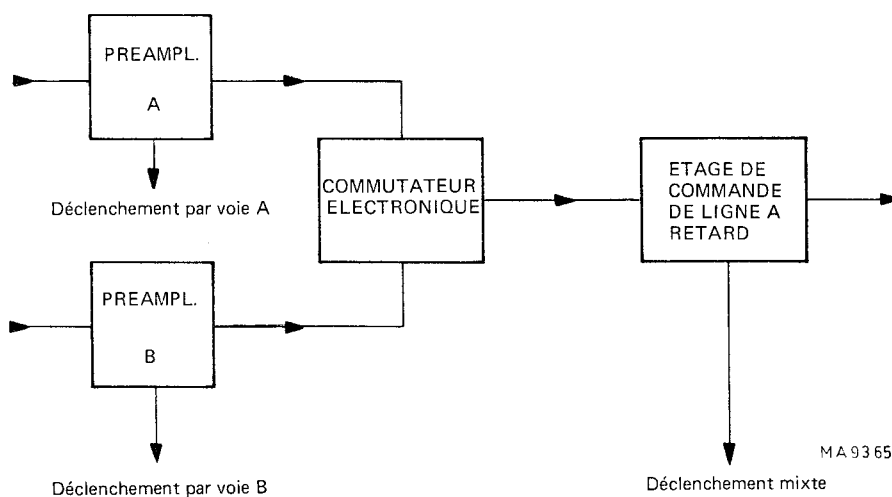 PREAMPL.
A
Déclenchement par voie A
COMMUTATEUR
ELECTRONIQUE
ETAGE DE
COMMANDE
DE LIGNE A
RETARD
PREAMPL.
B
Déclenchement par voie B
MA9365
Déclenchement mixte